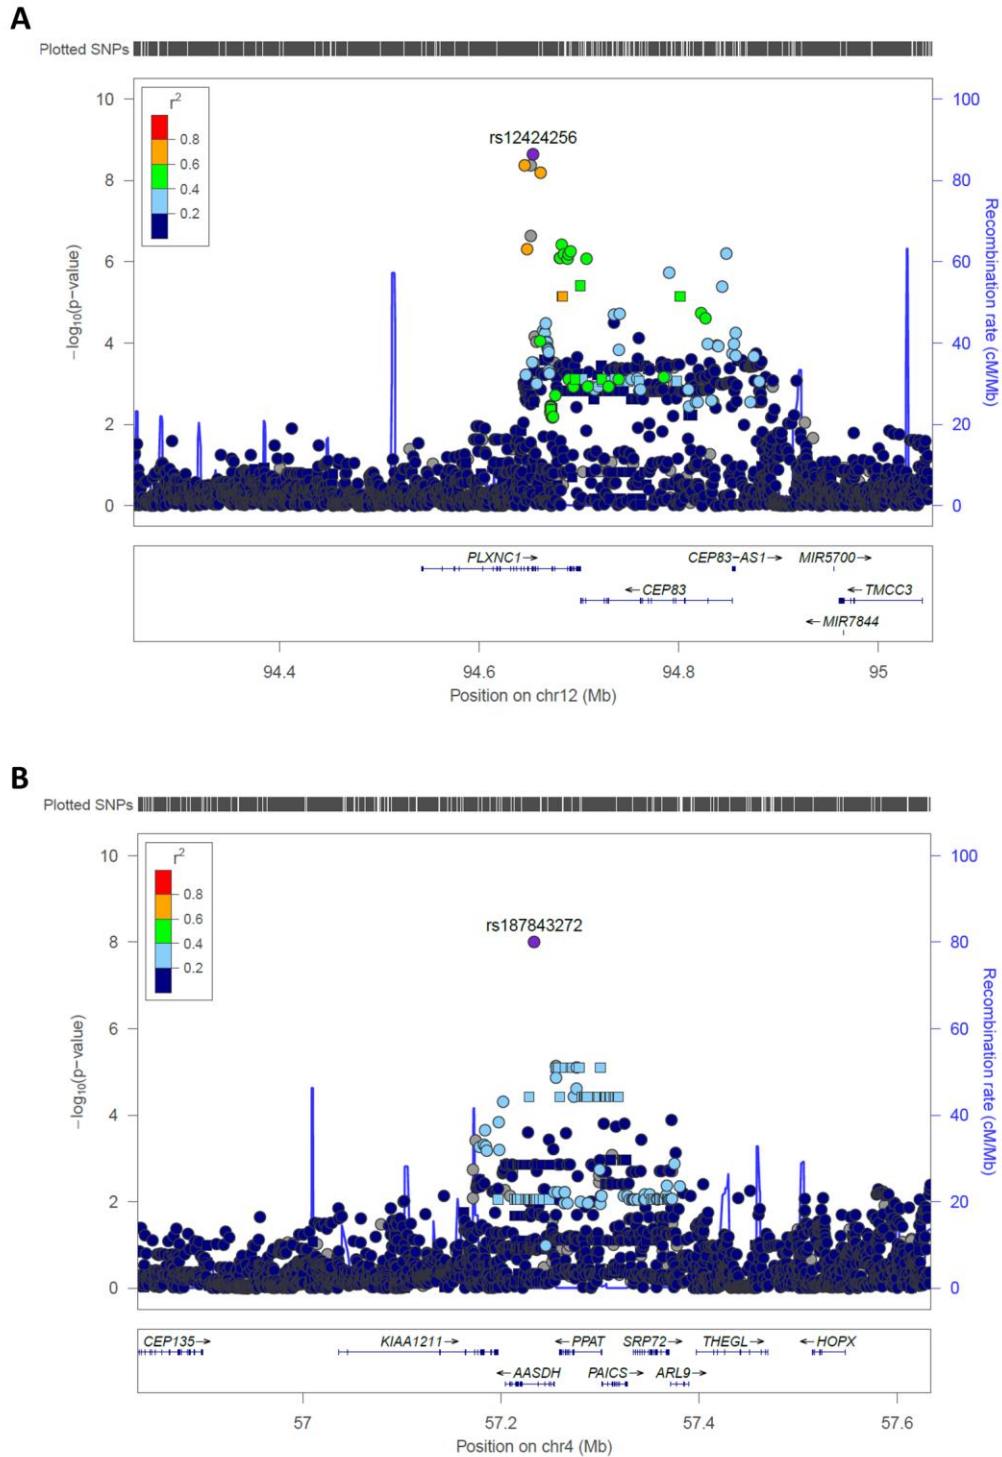 A
Plotted SNPs
r2
0.8
0.6
0.4
0.2
rs12424256
10
8
6
4
2
0
−log10(p−value)
100
80
60
40
20
0
Recombination rate (cM/Mb)
PLXNC1→ CEP83−AS1→ MIR5700→
←CEP83 ←TMCC3
←MIR7844
94.4 94.6 94.8 95
Position on chr12 (Mb)
B
Plotted SNPs
r2
0.8
0.6
0.4
0.2
rs187843272
10
8
6
4
2
0
−log10(p−value)
100
80
60
40
20
0
Recombination rate (cM/Mb)
CEP135→ KIAA1211→ ←PPAT SRP72→ THEGL→ ←HOPX
←AASDH PAICS→ ARL9→
57 57.2 57.4 57.6
Position on chr4 (Mb)